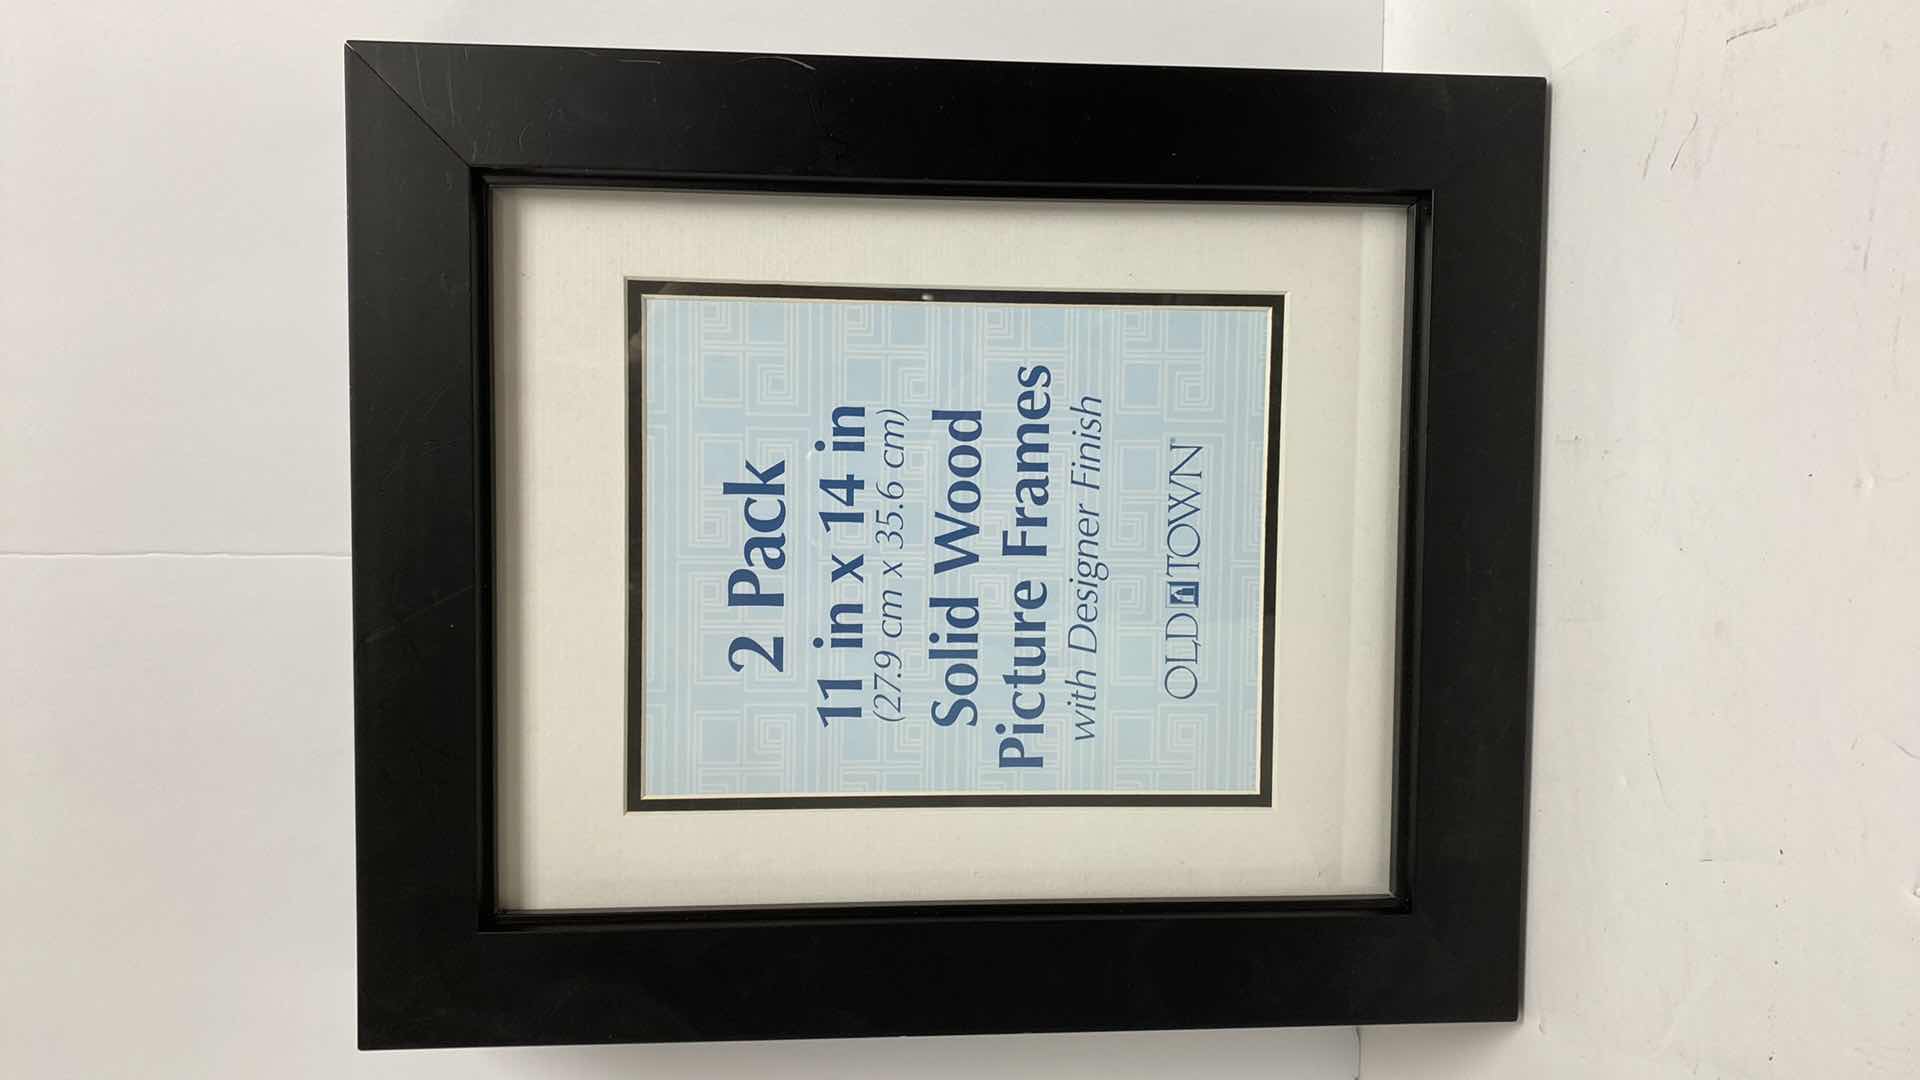 2 Pack
11 in x 14 in
(27.9 cm x 35.6 cm)
Solid Wood
Picture Frames
with Designer Finish
OLD TOWN